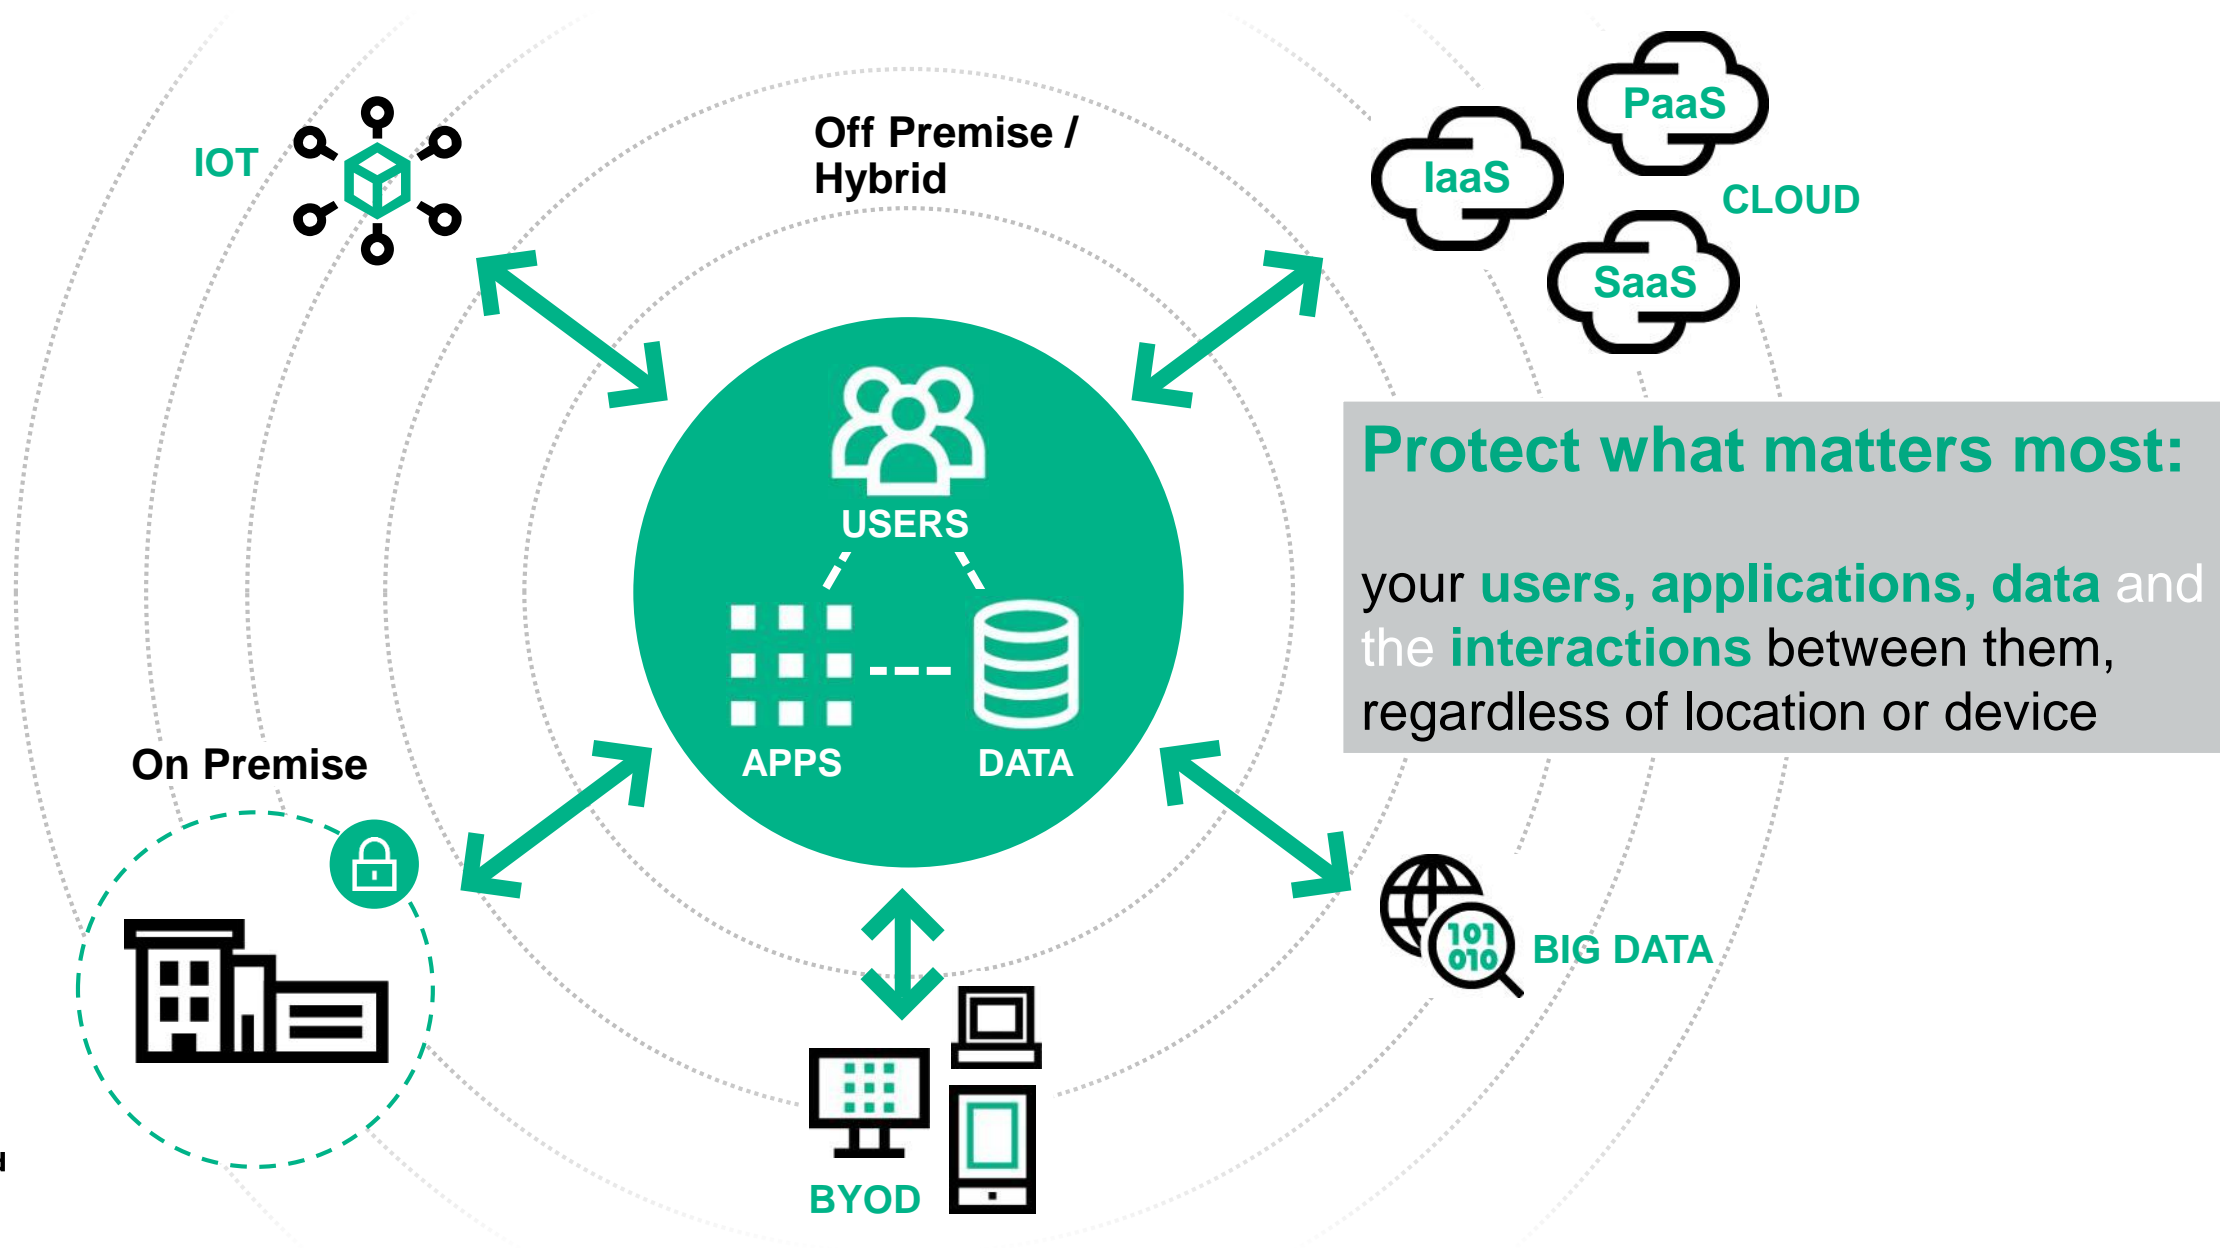 Off Premise /
Hybrid
IOT
PaaS
IaaS
CLOUD
SaaS
USERS
APPS
DATA
Protect what matters most:
your users, applications, data and
the interactions between them,
regardless of location or device
On Premise
101
010
BIG DATA
BYOD